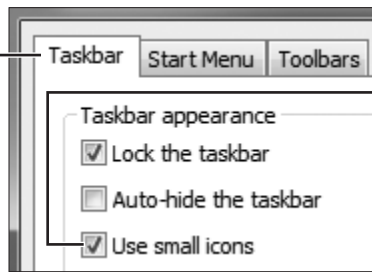 Taskbar Start Menu Toolbars
Taskbar appearance
Lock the taskbar
Auto-hide the taskbar
Use small icons